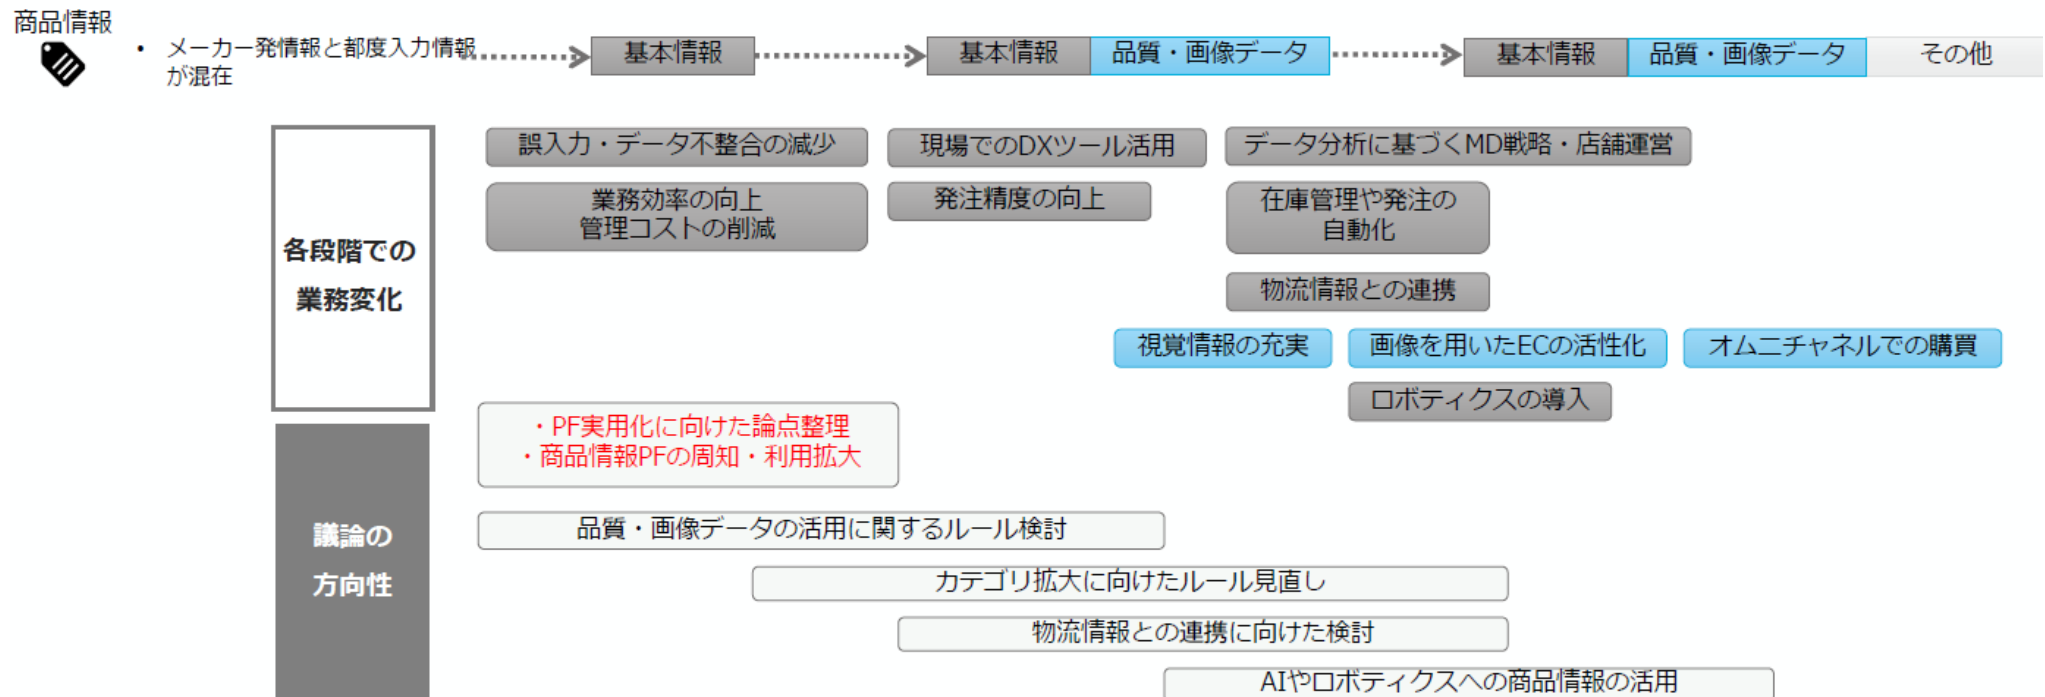 商品情報
• メーカー発情報と都度入力情報
が混在
基本情報
基本情報 品質・画像データ
基本情報 品質・画像データ その他
各段階での
業務変化
誤入力・データ不整合の減少
現場でのDXツール活用
データ分析に基づくMD戦略・店舗運営
業務効率の向上
管理コストの削減
発注精度の向上
在庫管理や発注の
自動化
物流情報との連携
視覚情報の充実
画像を用いたECの活性化
オムニチャネルでの購買
ロボティクスの導入
議論の
方向性
・PF実用化に向けた論点整理
・商品情報PFの周知・利用拡大
品質・画像データの活用に関するルール検討
カテゴリ拡大に向けたルール見直し
物流情報との連携に向けた検討
AIやロボティクスへの商品情報の活用